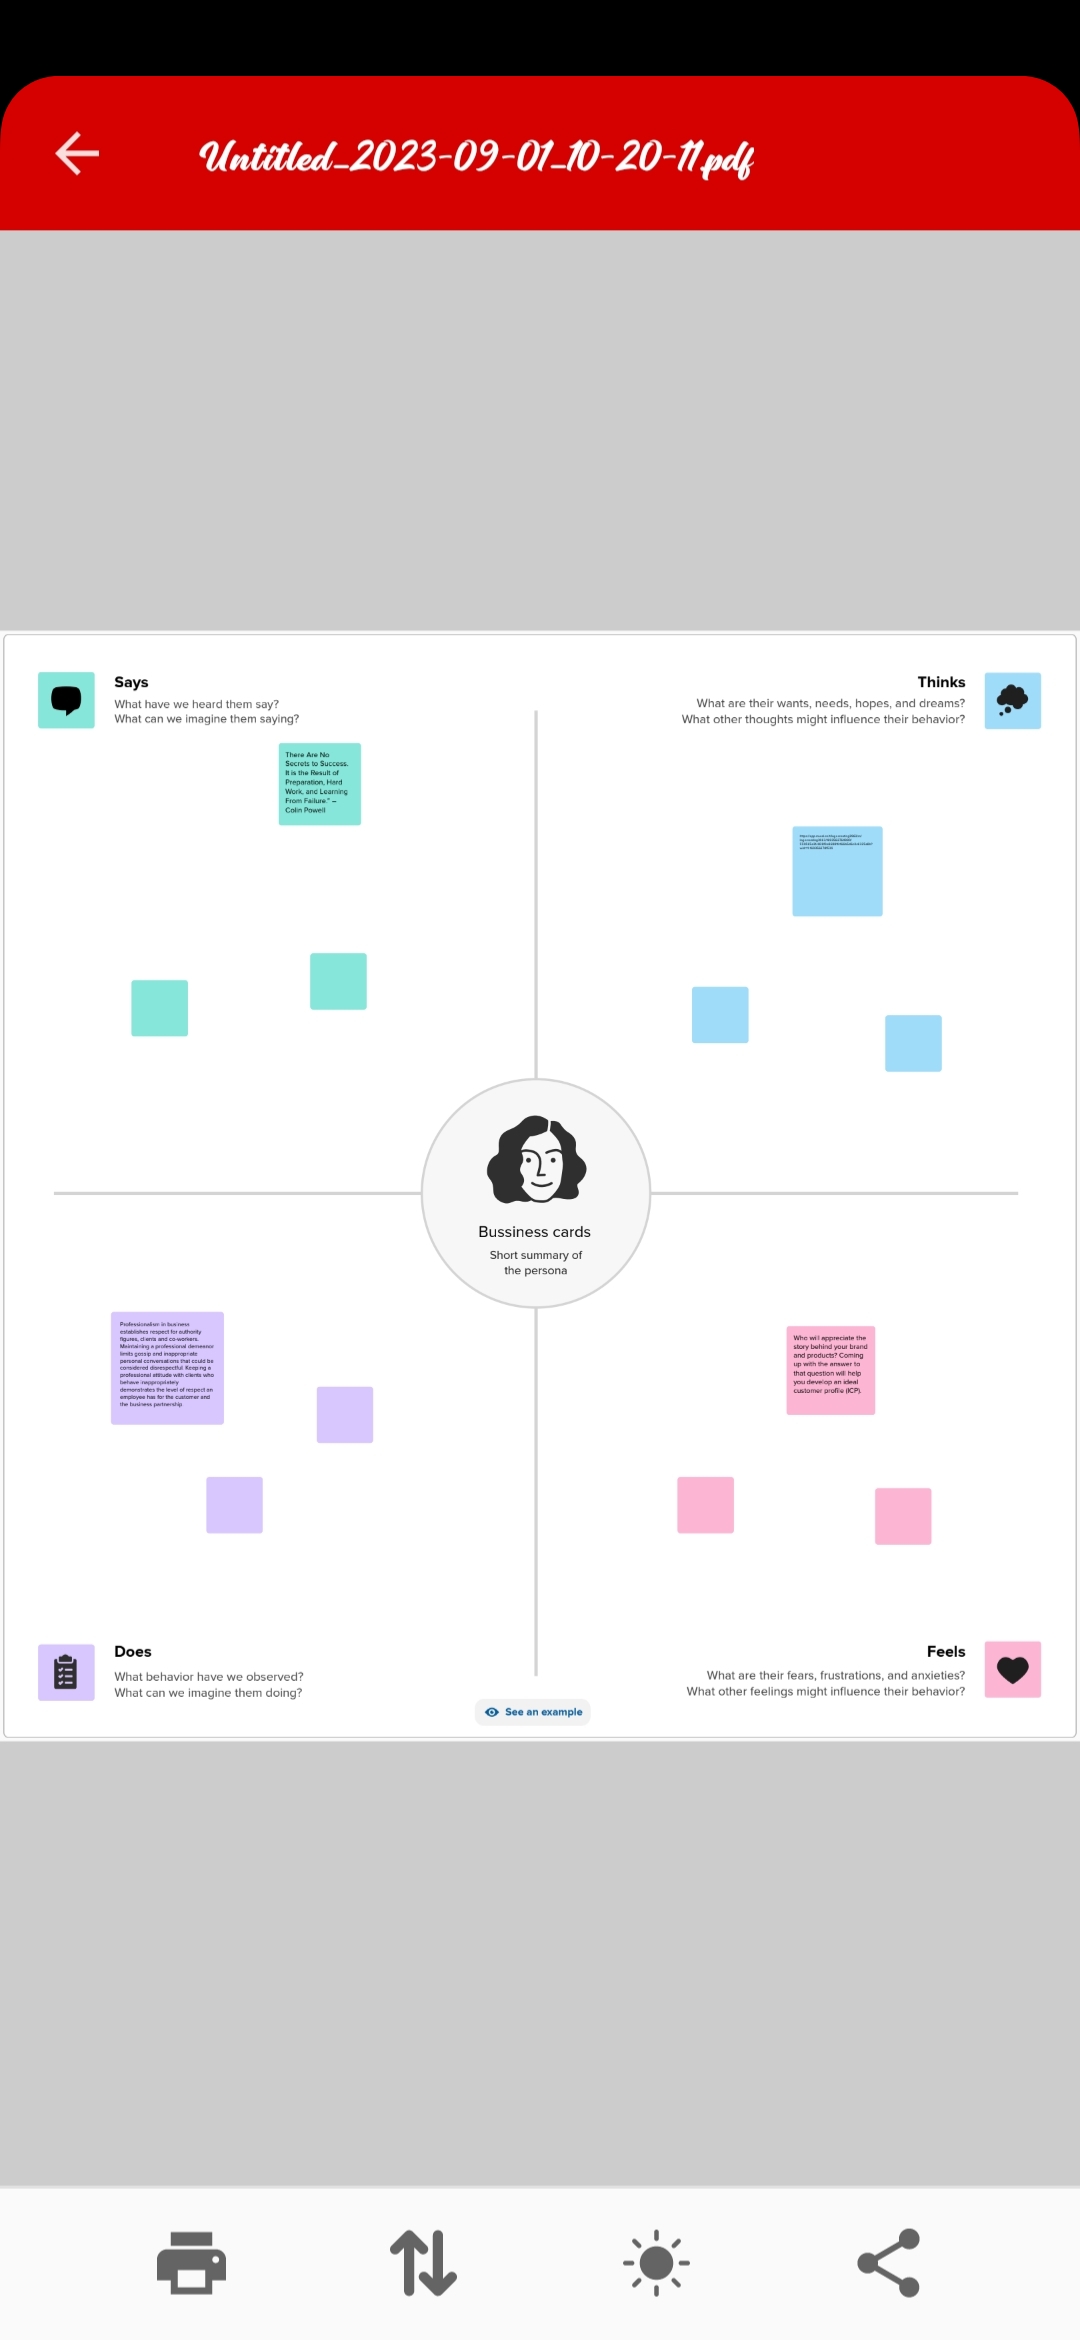 Untitled_2023-09-01_10-20-11.pdf
Says
What have we heard them say?
What can we imagine them saying?
Thinks
What are their wants, needs, hopes, and dreams?
What other thoughts might influence their behavior?
There Are No
Secrets to Success.
It is the Result of
Preparation, Hard
Work, and Learning
From Failure." –
Colin Powell
Bussiness cards
Short summary of
the persona
Professionalism in business
establishes respect for authority
figures, clients and co-workers.
Maintaining a professional demeanor
limits gossip and inappropriate
personal conversations that could be
considered disrespectful. Keeping a
professional attitude with clients who
behave inappropriately
demonstrates the level of respect an
employee has for the customer and
the business partnership.
Who will appreciate the
story behind your brand
and products? Coming
up with the answer to
that question will help
you develop an ideal
customer profile (ICP).
Does
What behavior have we observed?
What can we imagine them doing?
Feels
What are their fears, frustrations, and anxieties?
What other feelings might influence their behavior?
See an example